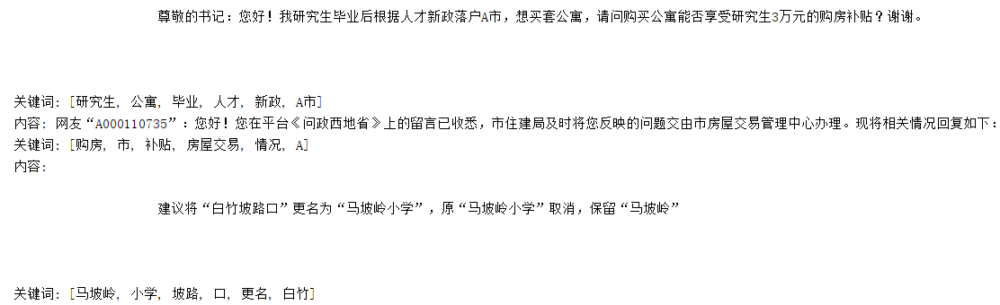 尊敬的书记：您好！我研究生毕业后根据人才新政落户A市，想买套公寓，请问购买公寓能否享受研究生3万元的购房补贴？谢谢。
关键词: [研究生, 公寓, 毕业, 人才, 新政, A市]
内容: 网友“A000110735”：您好！您在平台《问政西地省》上的留言已收悉，市住建局及时将您反映的问题交由市房屋交易管理中心办理。现将相关情况回复如下：
关键词: [购房, 市, 补贴, 房屋交易, 情况, A]
内容:
建议将“白竹坡路口”更名为“马坡岭小学”，原“马坡岭小学”取消，保留“马坡岭”
关键词: [马坡岭, 小学, 坡路, 口, 更名, 白竹]